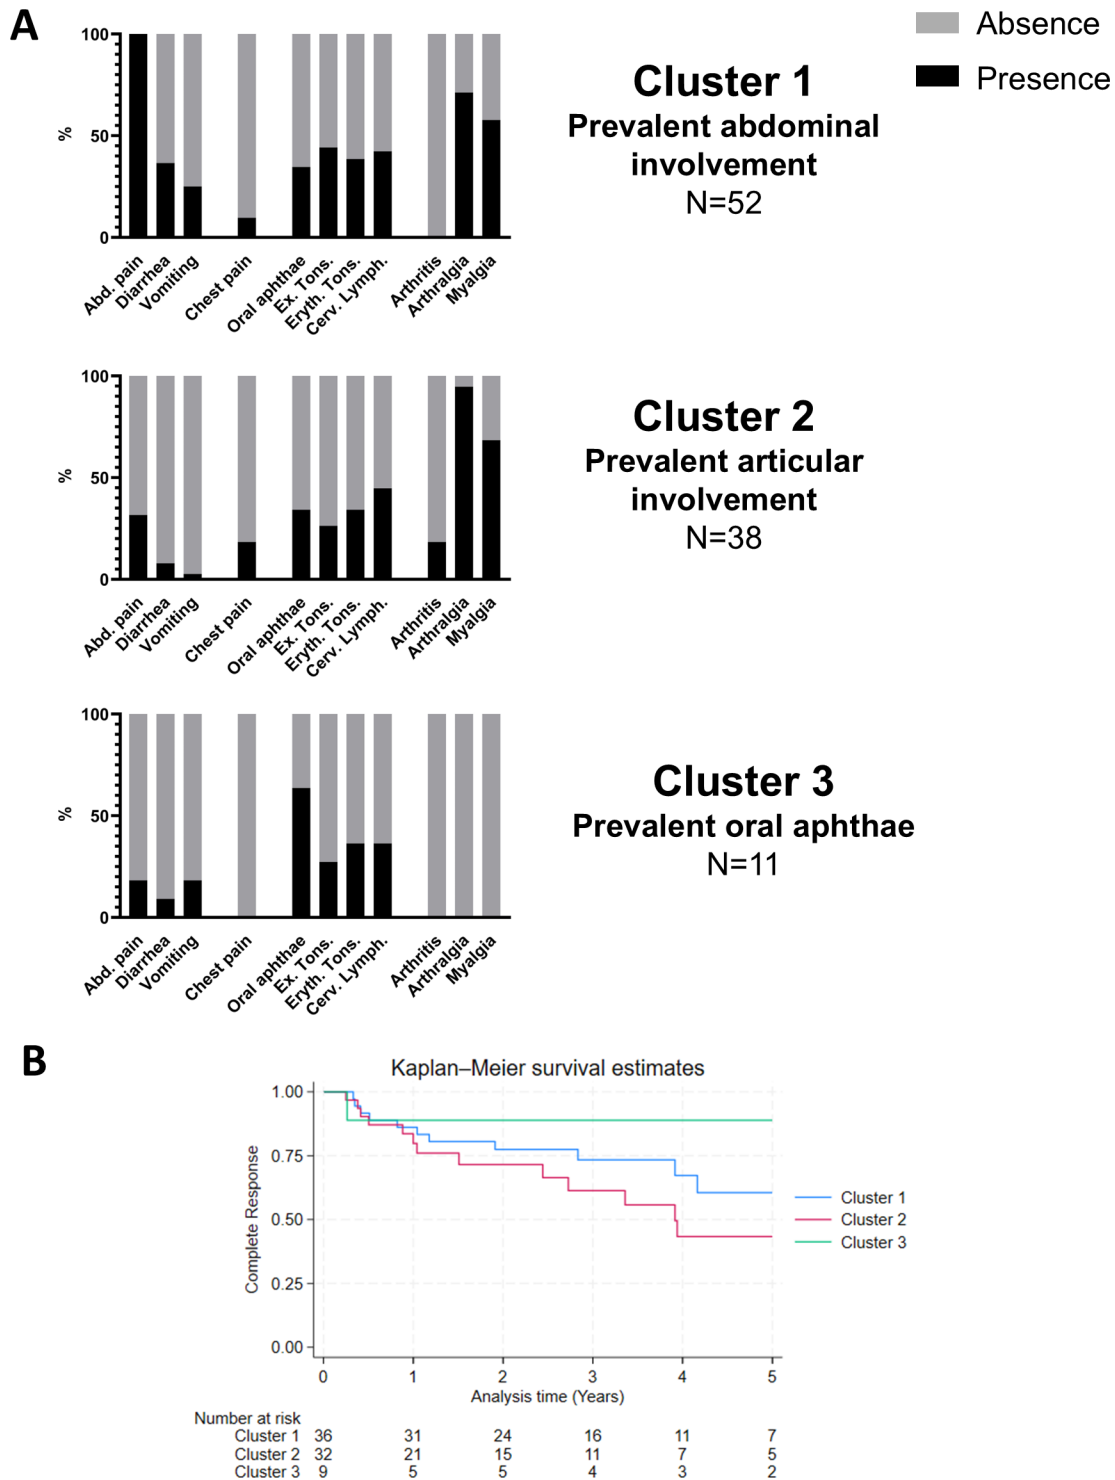 A
Absence
Presence
100
50
0
%
Abd. pain
Diarrhea
Vomiting
Chest pain
Oral aphthae
Ex. Tons.
Eryth. Tons.
Cerv. Lymph.
Arthritis
Arthralgia
Myalgia
Cluster 1
Prevalent abdominal
involvement
N=52
100
50
0
%
Abd. pain
Diarrhea
Vomiting
Chest pain
Oral aphthae
Ex. Tons.
Eryth. Tons.
Cerv. Lymph.
Arthritis
Arthralgia
Myalgia
Cluster 2
Prevalent articular
involvement
N=38
100
50
0
%
Abd. pain
Diarrhea
Vomiting
Chest pain
Oral aphthae
Ex. Tons.
Eryth. Tons.
Cerv. Lymph.
Arthritis
Arthralgia
Myalgia
Cluster 3
Prevalent oral aphthae
N=11
B
Kaplan–Meier survival estimates
1.00
0.75
0.50
0.25
0.00
Complete Response
0 1 2 3 4 5
Analysis time (Years)
Cluster 1
Cluster 2
Cluster 3
Number at risk
Cluster 1 36 31 24 16 11 7
Cluster 2 32 21 15 11 7 5
Cluster 3 9 5 5 4 3 2